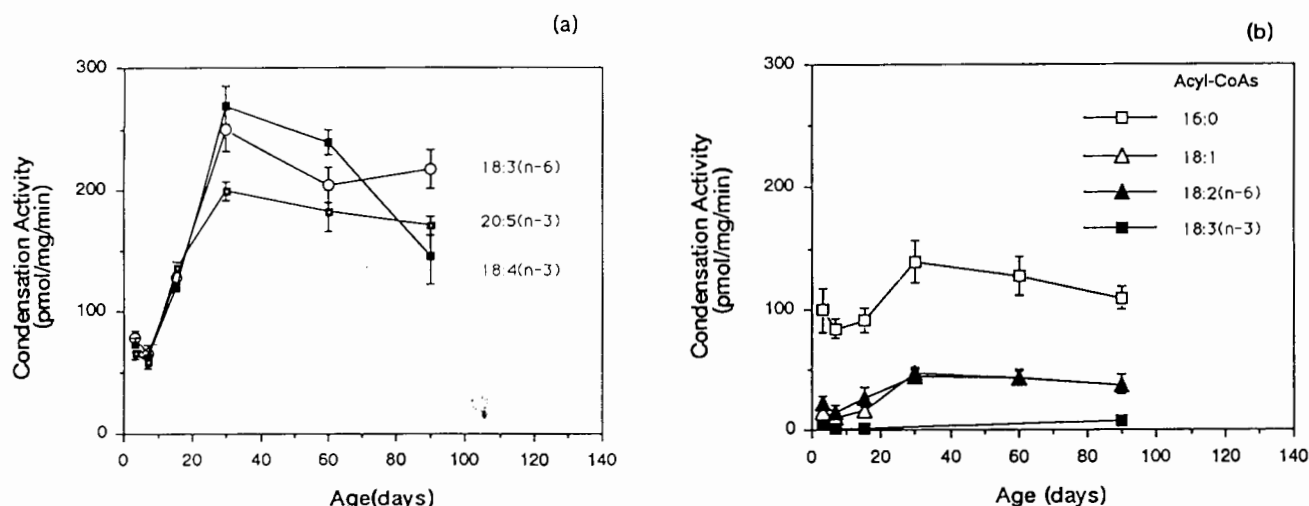 (a)
300
200
100
0
0 20 40 60 80 100 120 140
Condensation Activity
(pmol/mg/min)
Age(days)
18:3(n-6)
20:5(n-3)
18:4(n-3)
(b)
300
200
100
0
0 20 40 60 80 100 120 140
Condensation Activity
(pmol/mg/min)
Age (days)
Acyl-CoAs
16:0
18:1
18:2(n-6)
18:3(n-3)